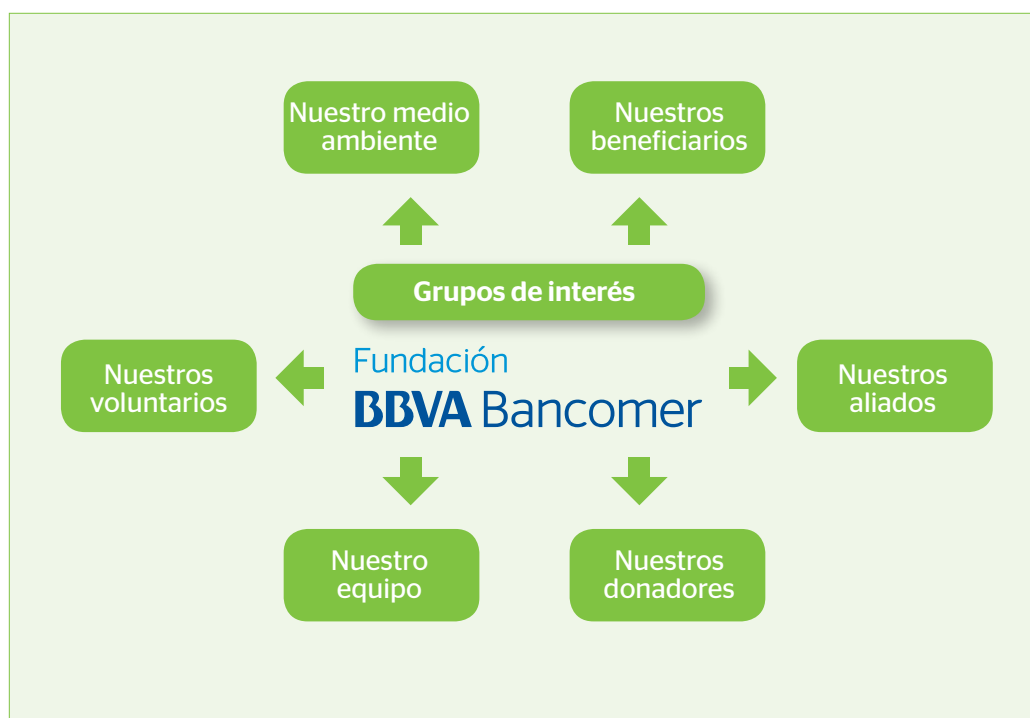 Nuestro medio
ambiente
Nuestros
beneficiarios
Grupos de interés
Nuestros
voluntarios
Fundación
BBVA Bancomer
Nuestros
aliados
Nuestro
equipo
Nuestros
donadores